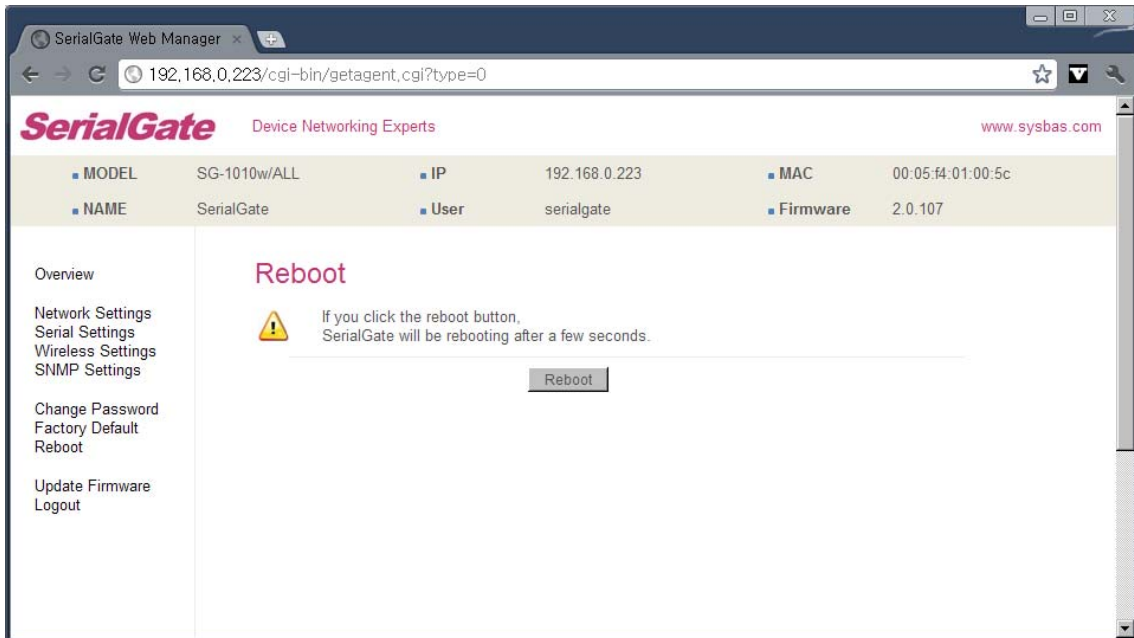 SerialGate Web Manager
192.168.0.223/cgi-bin/getagent.cgi?type=0
SerialGate Device Networking Experts www.sysbas.com
MODEL SG-1010w/ALL IP 192.168.0.223 MAC 00:05:f4:01:00:5c
NAME SerialGate User serialgate Firmware 2.0.107
Overview
Network Settings
Serial Settings
Wireless Settings
SNMP Settings
Change Password
Factory Default
Reboot
Update Firmware
Logout
Reboot
If you click the reboot button,
SerialGate will be rebooting after a few seconds.
Reboot